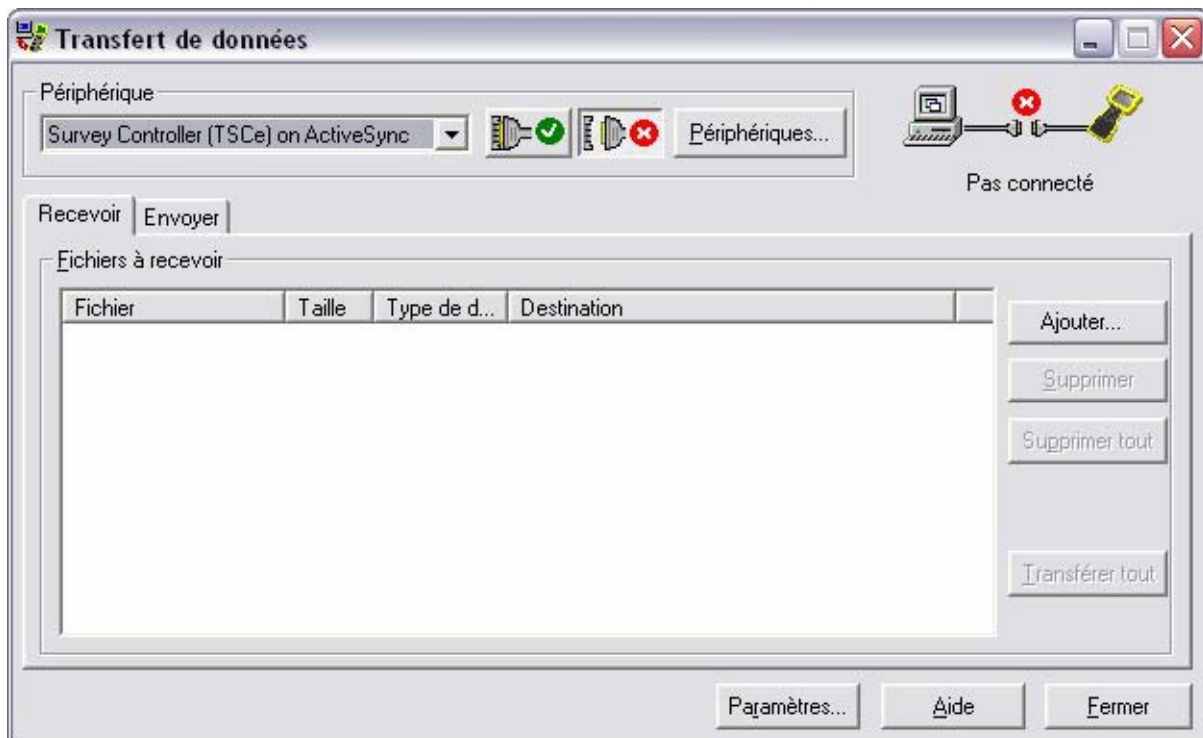 Transfert de données
Périphérique
Survey Controller (TSCe) on ActiveSync
Périphériques...
Pas connecté
Recevoir
Envoyer
Fichiers à recevoir
Fichier
Taille
Type de d...
Destination
Ajouter...
Supprimer
Supprimer tout
Transférer tout
Paramètres...
Aide
Fermer